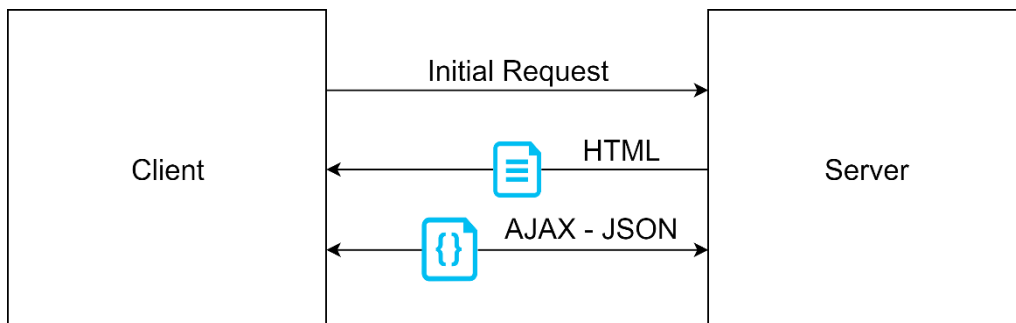 Initial Request
Client
HTML
Server
AJAX - JSON
{}